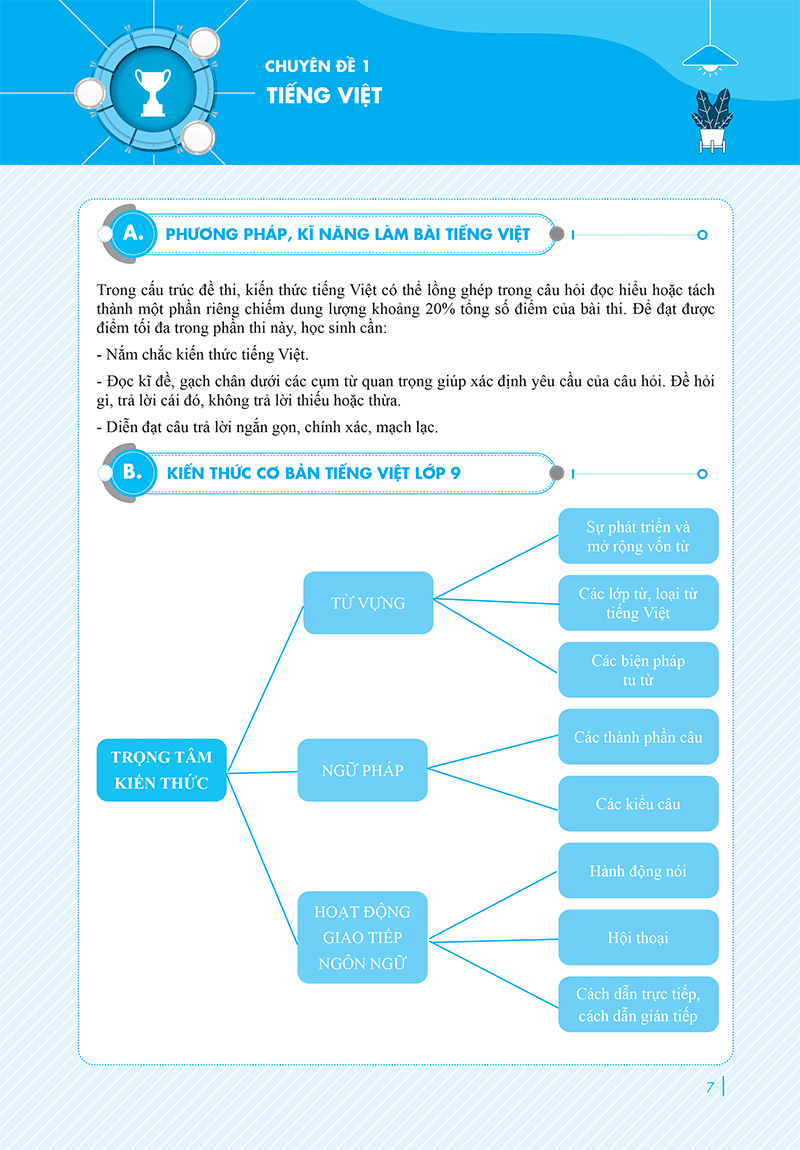 CHUYÊN ĐỀ 1
TIẾNG VIỆT
A. PHƯƠNG PHÁP, KĨ NĂNG LÀM BÀI TIẾNG VIỆT
Trong cấu trúc đề thi, kiến thức tiếng Việt có thể lồng ghép trong câu hỏi đọc hiểu hoặc tách
thành một phần riêng chiếm dung lượng khoảng 20% tổng số điểm của bài thi. Để đạt được
điểm tối đa trong phần thi này, học sinh cần:
- Nắm chắc kiến thức tiếng Việt.
- Đọc kĩ đề, gạch chân dưới các cụm từ quan trọng giúp xác định yêu cầu của câu hỏi. Đề hỏi
gì, trả lời cái đó, không trả lời thiếu hoặc thừa.
- Diễn đạt câu trả lời ngắn gọn, chính xác, mạch lạc.
B. KIẾN THỨC CƠ BẢN TIẾNG VIỆT LỚP 9
TRỌNG TÂM
KIẾN THỨC
TỪ VỰNG
Sự phát triển và
mở rộng vốn từ
Các lớp từ, loại từ
tiếng Việt
Các biện pháp
tu từ
NGỮ PHÁP
Các thành phần câu
Các kiểu câu
HOẠT ĐỘNG
GIAO TIẾP
NGÔN NGỮ
Hành động nói
Hội thoại
Cách dẫn trực tiếp,
cách dẫn gián tiếp
7